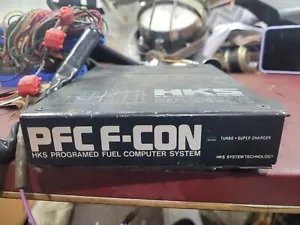 HKS
PFC F-CON
TURBO • SUPER CHARGER
HKS PROGRAMED FUEL COMPUTER SYSTEM
HKS SYSTEM TECHNOLOGY